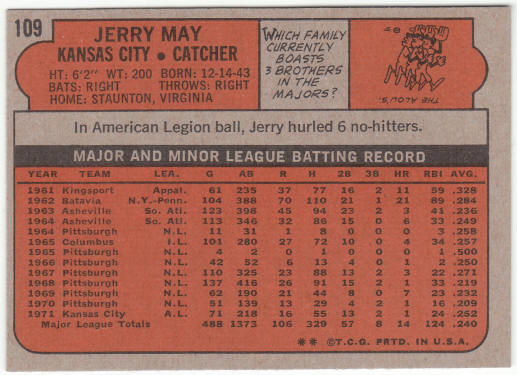 109
JERRY MAY
KANSAS CITY • CATCHER
HT: 6'2" WT: 200 BORN: 12-14-43
BATS: RIGHT THROWS: RIGHT
HOME: STAUNTON, VIRGINIA
WHICH FAMILY
CURRENTLY
BOASTS
3 BROTHERS
IN THE
MAJORS?
THE ALOU'S
In American Legion ball, Jerry hurled 6 no-hitters.
MAJOR AND MINOR LEAGUE BATTING RECORD
YEAR TEAM LEA. G AB R H 2B 3B HR RBI AVG.
1961 Kingsport Appal. 61 235 37 77 16 2 11 59 .328
1962 Batavia N.Y.-Penn. 104 388 70 110 21 1 21 89 .284
1963 Asheville So. Atl. 123 398 45 94 23 2 3 41 .236
1964 Asheville So. Atl. 113 346 32 86 15 0 6 33 .249
1964 Pittsburgh N.L. 11 31 1 8 0 0 0 3 .258
1965 Columbus I.L. 101 280 27 72 10 0 4 34 .257
1965 Pittsburgh N.L. 4 2 0 1 0 0 0 1 .500
1966 Pittsburgh N.L. 42 52 6 13 4 0 1 2 .250
1967 Pittsburgh N.L. 110 325 23 88 13 2 3 22 .271
1968 Pittsburgh N.L. 137 416 26 91 15 2 1 33 .219
1969 Pittsburgh N.L. 62 190 21 44 8 0 7 23 .232
1970 Pittsburgh N.L. 51 139 13 29 4 2 1 16 .209
1971 Kansas City A.L. 71 218 16 55 13 2 1 24 .252
Major League Totals 488 1373 106 329 57 8 14 124 .240
** ©T.C.G. PRTD. IN U.S.A.